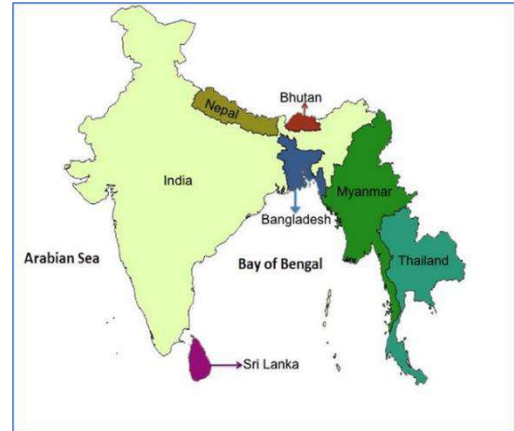 Bhutan
Nepal
India
Myanmar
Bangladesh
Arabian Sea
Bay of Bengal
Thailand
Sri Lanka